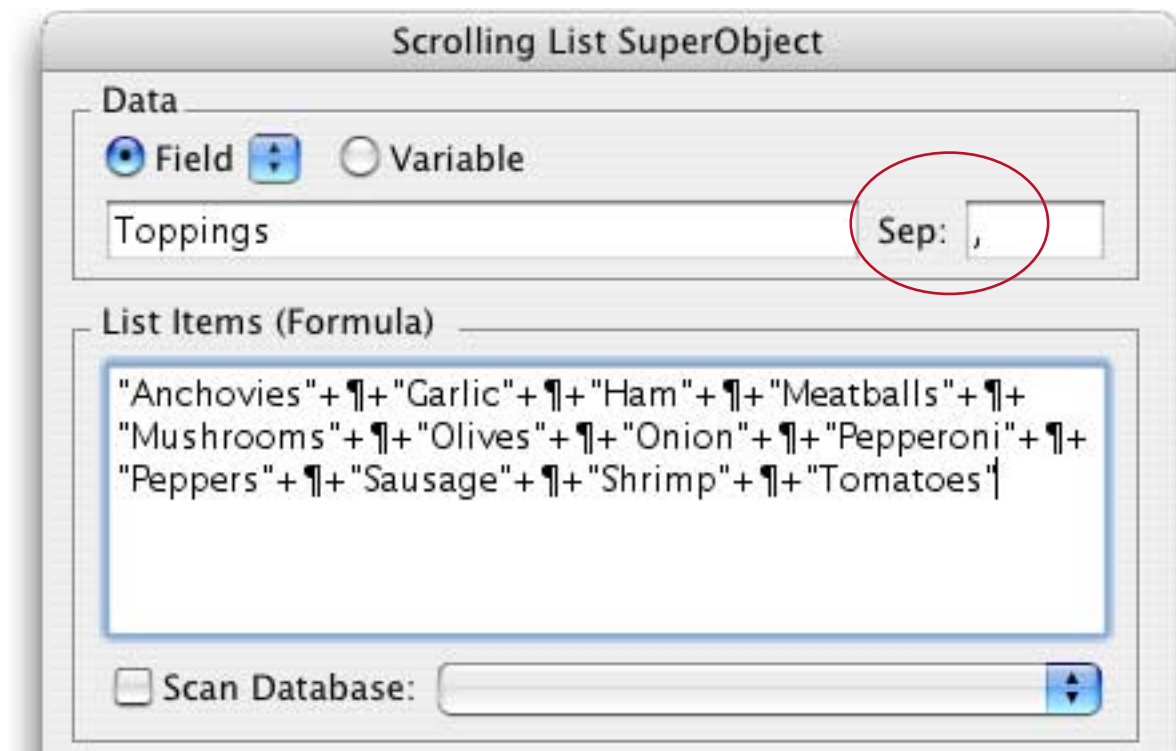 Scrolling List SuperObject
Data
Field Variable
Toppings Sep: ,
List Items (Formula)
"Anchovies"+¶+"Garlic"+¶+"Ham"+¶+"Meatballs"+¶+
"Mushrooms"+¶+"Olives"+¶+"Onion"+¶+"Pepperoni"+¶+
"Peppers"+¶+"Sausage"+¶+"Shrimp"+¶+"Tomatoes"
Scan Database: